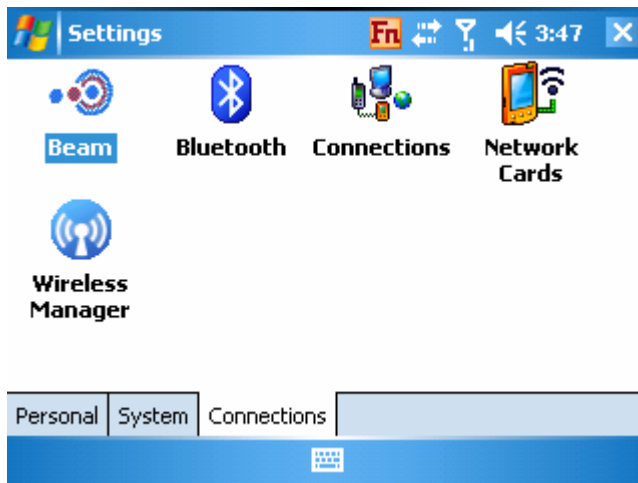 Settings Fn 3:47
Beam Bluetooth Connections Network Cards
Wireless Manager
Personal System Connections